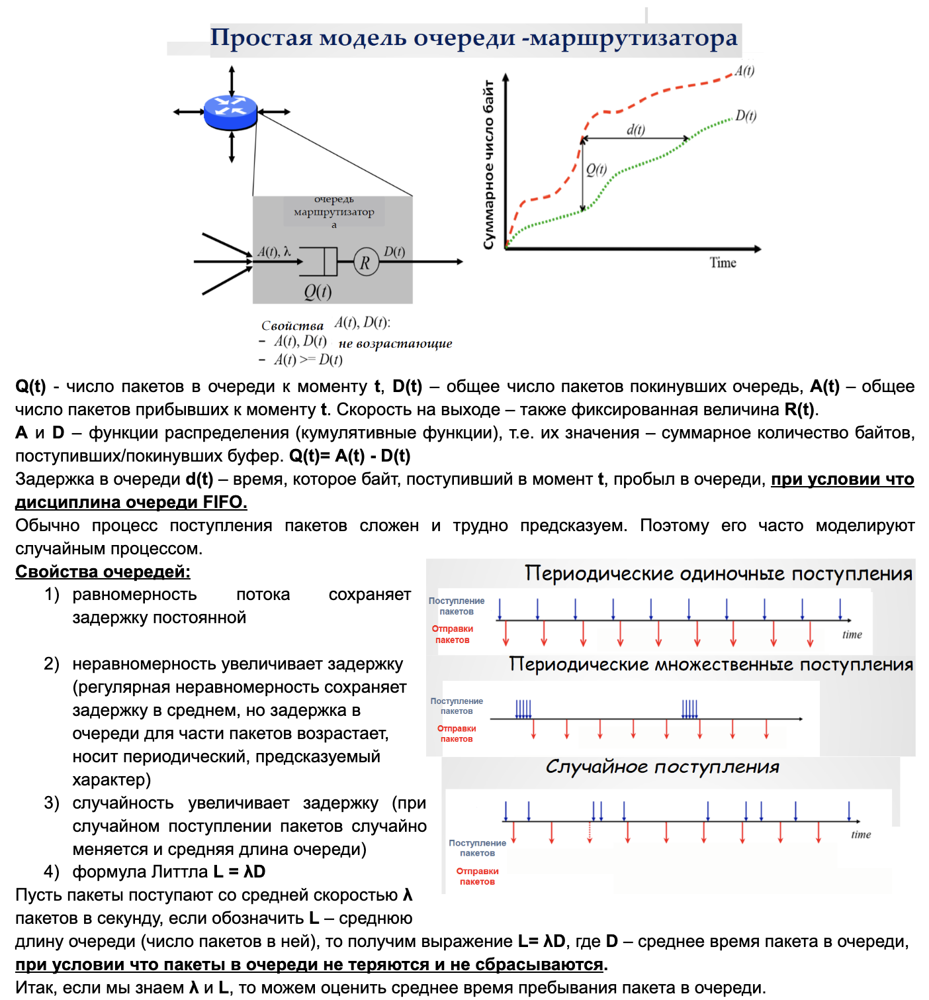 Простая модель очереди -маршрутизатора
очередь
маршрутизатор
а
A(t), λ
D(t)
R
Q(t)
Свойства A(t), D(t):
− A(t), D(t) не возрастающие
− A(t) >= D(t)
Суммарное число байт
A(t)
D(t)
d(t)
Q(t)
Time
Q(t) - число пакетов в очереди к моменту t, D(t) – общее число пакетов покинувших очередь, A(t) – общее
число пакетов прибывших к моменту t. Скорость на выходе – также фиксированная величина R(t).
A и D – функции распределения (кумулятивные функции), т.е. их значения – суммарное количество байтов,
поступивших/покинувших буфер. Q(t)= A(t) - D(t)
Задержка в очереди d(t) – время, которое байт, поступивший в момент t, пробыл в очереди, при условии что
дисциплина очереди FIFO.
Обычно процесс поступления пакетов сложен и трудно предсказуем. Поэтому его часто моделируют
случайным процессом.
Свойства очередей:
1) равномерность потока сохраняет
задержку постоянной
2) неравномерность увеличивает задержку
(регулярная неравномерность сохраняет
задержку в среднем, но задержка в
очереди для части пакетов возрастает,
носит периодический, предсказуемый
характер)
3) случайность увеличивает задержку (при
случайном поступлении пакетов случайно
меняется и средняя длина очереди)
4) формула Литтла L = λD
Периодические одиночные поступления
Поступление
пакетов
Отправки
пакетов
time
Периодические множественные поступления
Поступление
пакетов
Отправки
пакетов
Случайное поступления
time
Поступление
пакетов
Отправки
пакетов
Пусть пакеты поступают со средней скоростью λ
пакетов в секунду, если обозначить L – среднюю
длину очереди (число пакетов в ней), то получим выражение L= λD, где D – среднее время пакета в очереди,
при условии что пакеты в очереди не теряются и не сбрасываются.
Итак, если мы знаем λ и L, то можем оценить среднее время пребывания пакета в очереди.